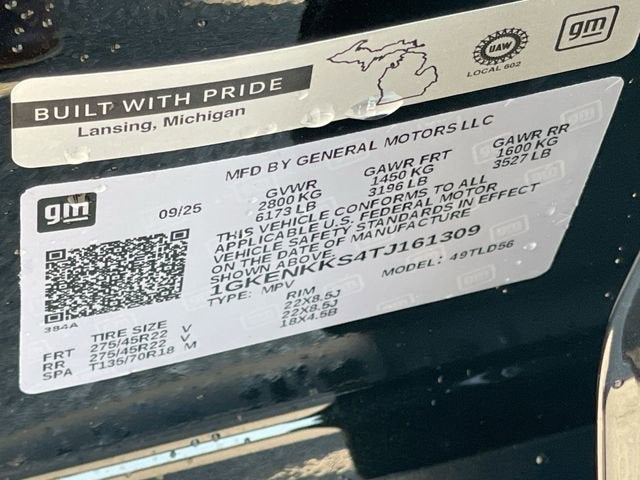 BUILT WITH PRIDE
Lansing, Michigan
UAW
LOCAL 602
gm
gm
MFD BY GENERAL MOTORS LLC
09/25
GVWR GAWR FRT GAWR RR
2800 KG 1450 KG 1600 KG
6173 LB 3196 LB 3527 LB
THIS VEHICLE CONFORMS TO ALL
APPLICABLE U.S. FEDERAL MOTOR
VEHICLE SAFETY STANDARDS IN EFFECT
ON THE DATE OF MANUFACTURE
SHOWN ABOVE.
1GKENKKS4TJ161309
TYPE: MPV MODEL: 49TLD56
384A
TIRE SIZE RIM
FRT 275/45R22 V 22X8.5J
RR 275/45R22 V 22X8.5J
SPA T135/70R18 M 18X4.5B